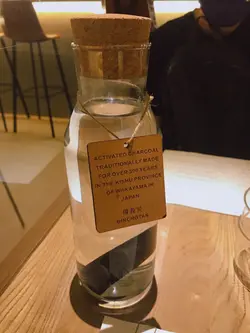 ACTIVATED CHARCOAL
TRADITIONALLY MADE
FOR OVER 300 YEARS
IN THE KISHU PROVINCE
OF WAKAYAMA IN
JAPAN
備長炭
BINCHOTAN